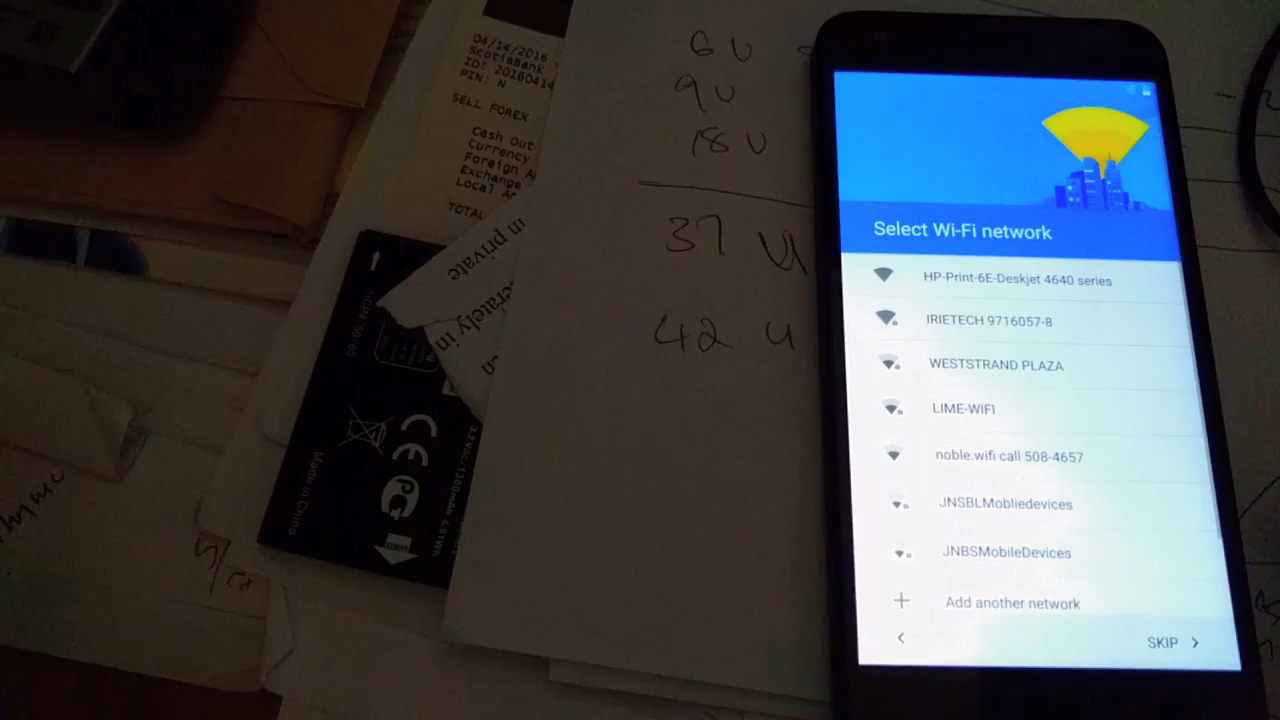 04/14/2016
ScotiaBank
ID: 20160414
PIN: N
SELL FOREX
Cash Out
Currency
Foreign
Exchange
Local
TOTAL
in private
erately in
Made in China
6 U
9 U
18 U
37
42 U
Select Wi-Fi network
HP-Print-6E-Deskjet 4640 series
IRIETECH 9716057-8
WESTSTRAND PLAZA
LIME-WIFI
noble.wifi call 508-4657
JNSBLMobliedevices
JNBSMobileDevices
Add another network
SKIP